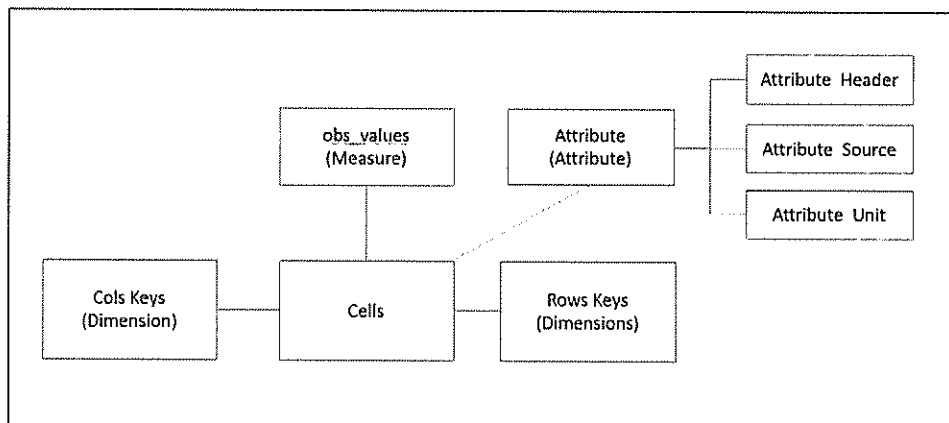 Attribute Header
obs_values
(Measure)
Attribute
(Attribute)
Attribute Source
Attribute Unit
Cols Keys
(Dimension)
Cells
Rows Keys
(Dimensions)